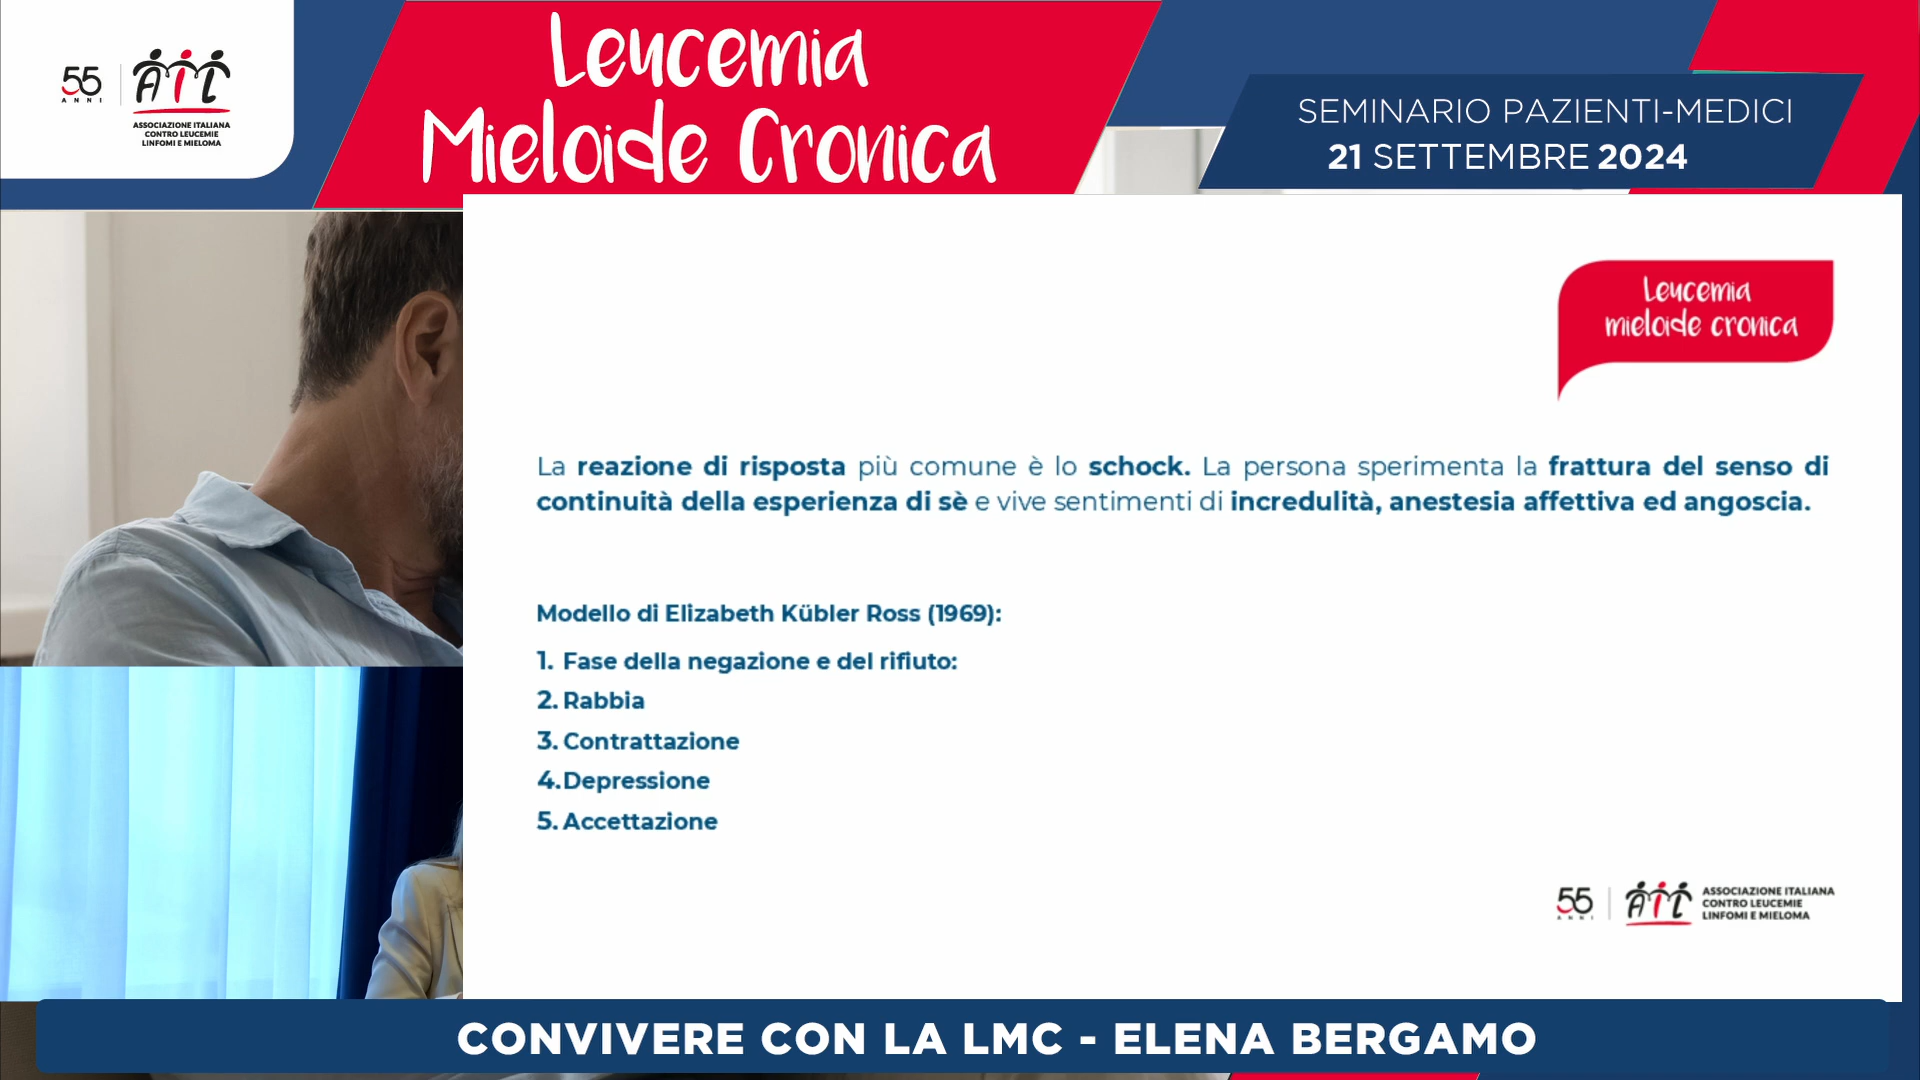 55
ANNI
AIL
ASSOCIAZIONE ITALIANA
CONTRO LEUCEMIE
LINFOMI E MIELOMA
Leucemia
Mieloide Cronica
SEMINARIO PAZIENTI-MEDICI
21 SETTEMBRE 2024
Leucemia
mieloide cronica
La reazione di risposta più comune è lo schock. La persona sperimenta la frattura del senso di
continuità della esperienza di sè e vive sentimenti di incredulità, anestesia affettiva ed angoscia.
Modello di Elizabeth Kübler Ross (1969):
1. Fase della negazione e del rifiuto:
2. Rabbia
3. Contrattazione
4. Depressione
5. Accettazione
55
ANNI
AIL
ASSOCIAZIONE ITALIANA
CONTRO LEUCEMIE
LINFOMI E MIELOMA
CONVIVERE CON LA LMC - ELENA BERGAMO